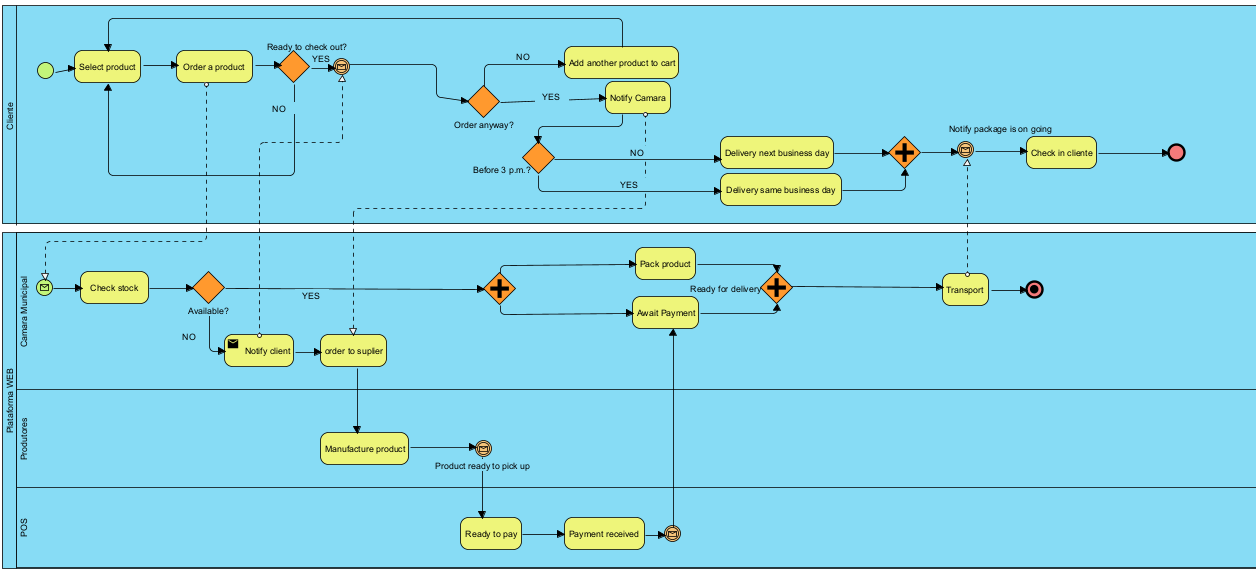 Cliente
Select product
Order a product
Ready to check out?
YES
NO
Order anyway?
NO
Add another product to cart
YES
Notify Camara
Before 3 p.m.?
NO
Delivery next business day
YES
Delivery same business day
Notify package is on going
Check in cliente
Plataforma WEB
Camara Municipal
Check stock
Available?
YES
NO
Notify client
order to suplier
Pack product
Ready for delivery
Await Payment
Transport
Produtores
Manufacture product
Product ready to pick up
POS
Ready to pay
Payment received